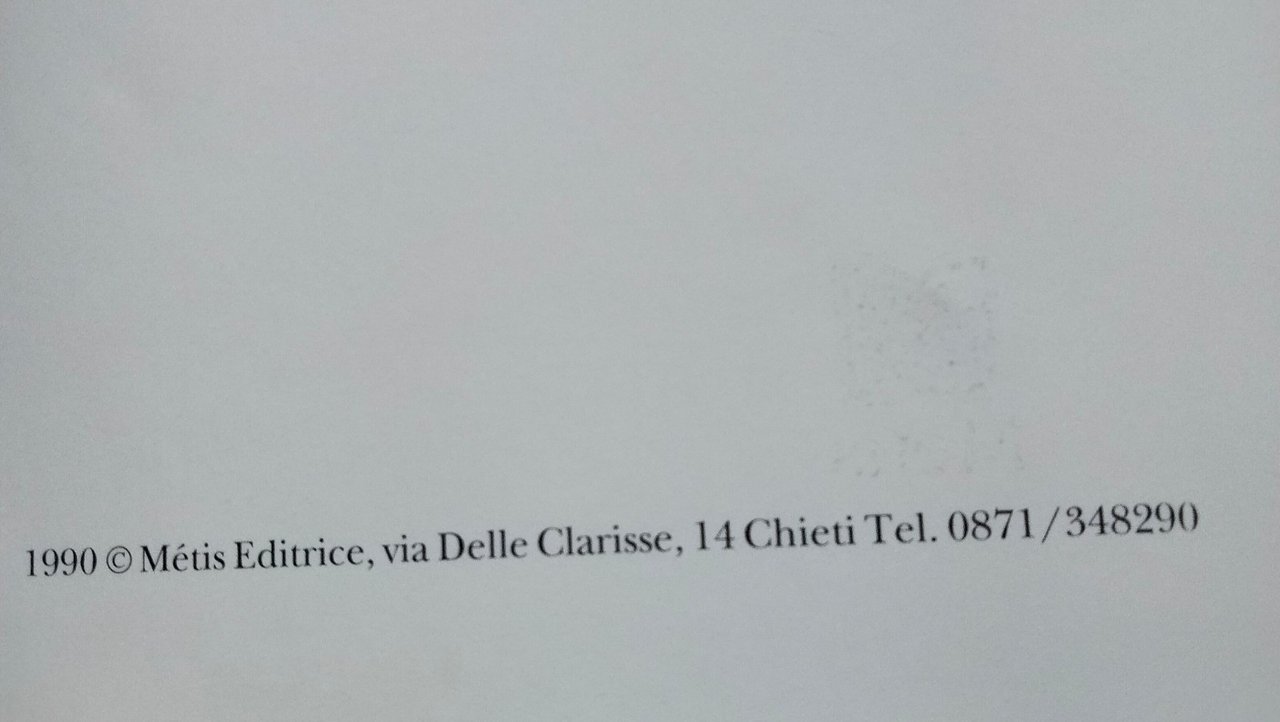 1990 © Métis Editrice, via Delle Clarisse, 14 Chieti Tel. 0871/348290